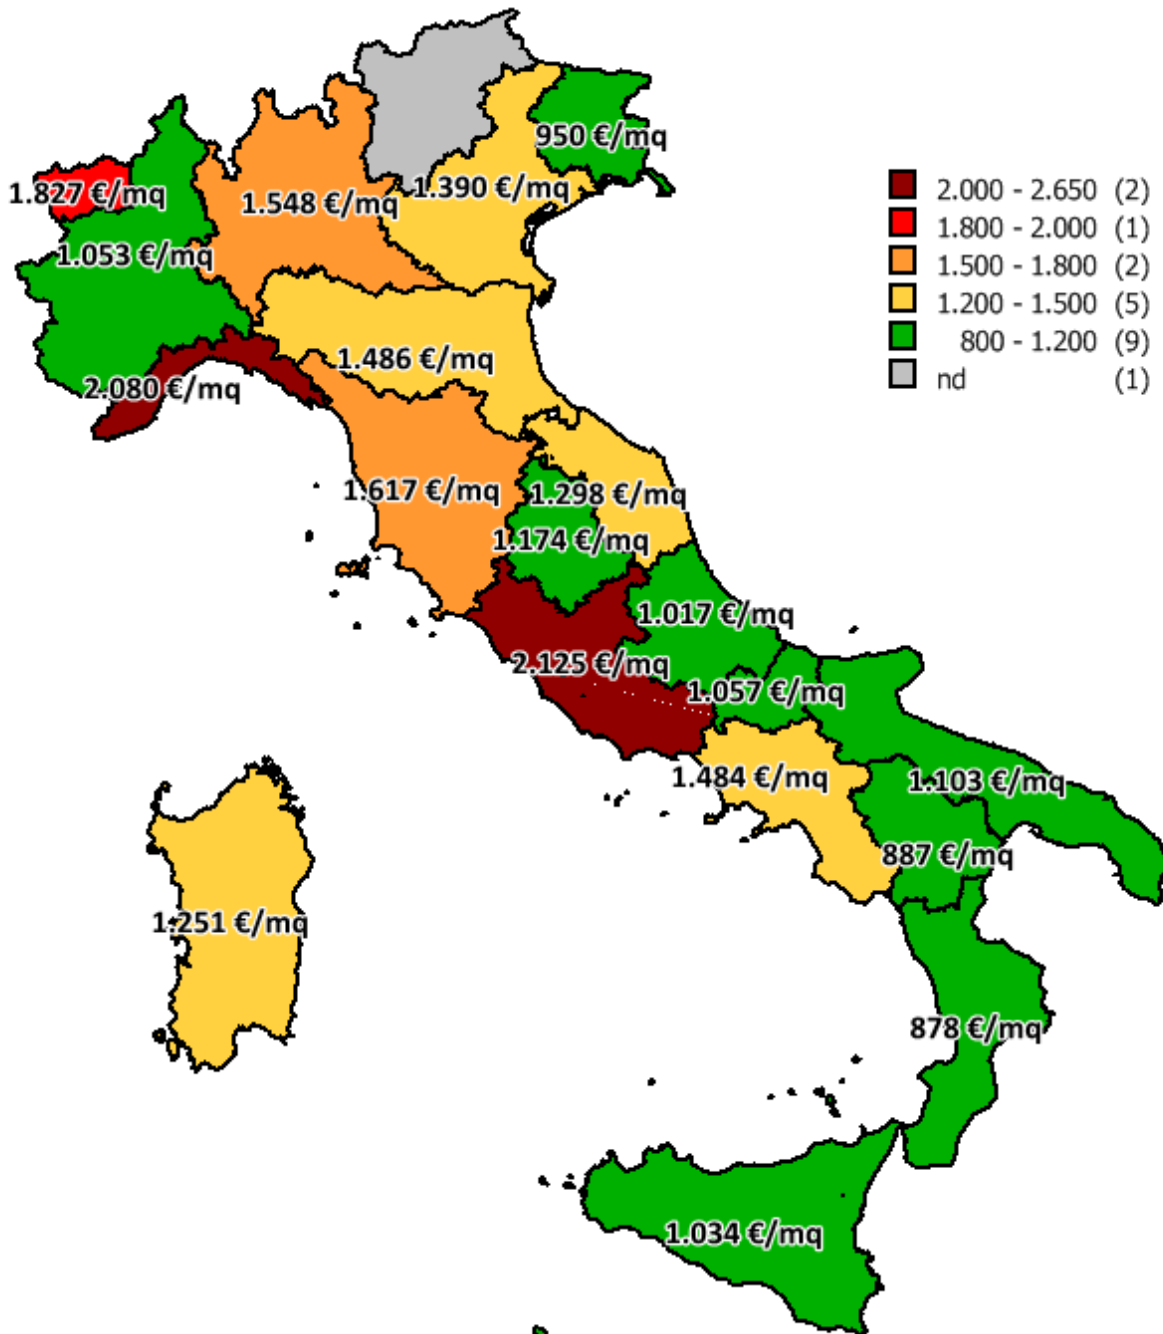 950 €/mq
1.827 €/mq
1.390 €/mq
1.548 €/mq
1.053 €/mq
2.000 - 2.650 (2)
1.800 - 2.000 (1)
1.500 - 1.800 (2)
1.200 - 1.500 (5)
800 - 1.200 (9)
nd (1)
1.486 €/mq
2.080 €/mq
1.617 €/mq
1.298 €/mq
1.174 €/mq
1.017 €/mq
2.125 €/mq
1.057 €/mq
1.484 €/mq
1.103 €/mq
887 €/mq
1.251 €/mq
878 €/mq
1.034 €/mq